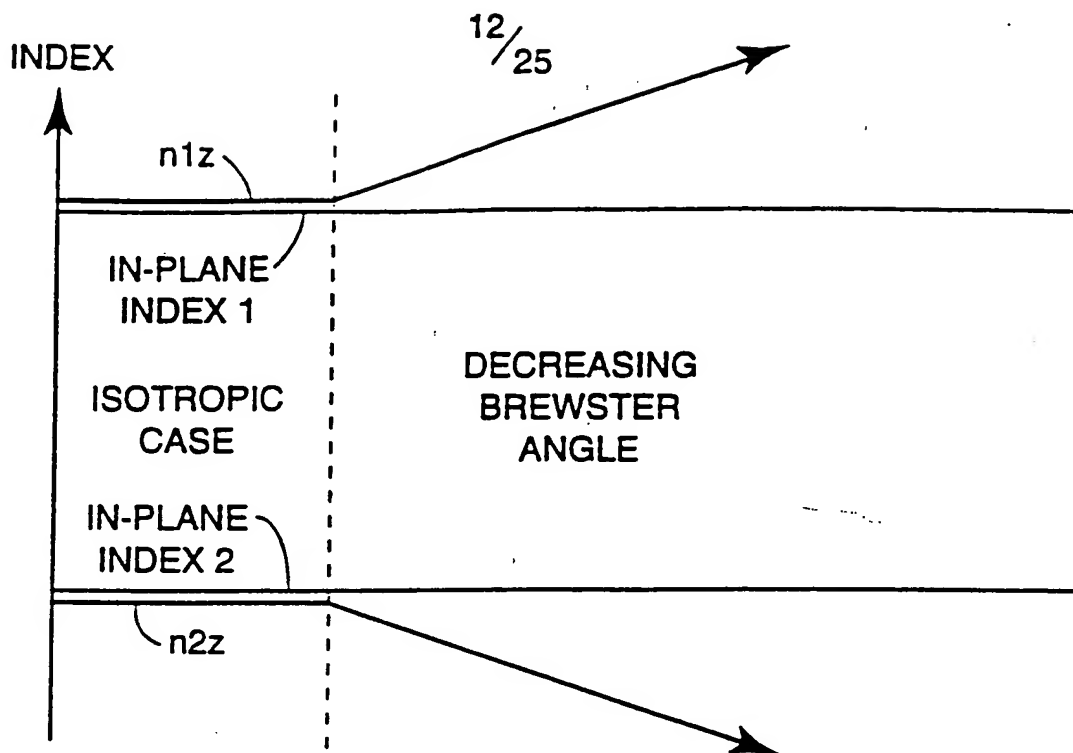 12/25
INDEX
n1z
IN-PLANE
INDEX 1
ISOTROPIC
CASE
DECREASING
BREWSTER
ANGLE
IN-PLANE
INDEX 2
n2z